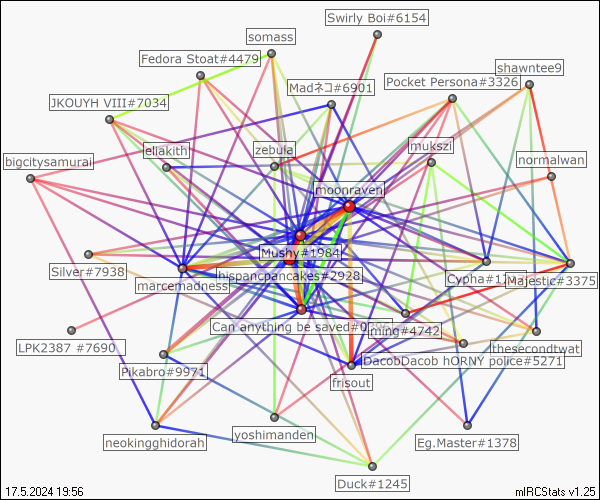 Swirly Boi#6154
somass
Fedora Stoat#4479
shawntee9
Pocket Persona#3326
Madネコ#6901
JKOUYH VIII#7034
mukszi
zebula
ellakith
bigcitysamurai
normalwan
moonraven
Mushy#1984
Silver#7938
hispancpancakes#2928
Cypha#1
Majestic#3375
marcemadness
Can anything be saved#0
iming#4742
LPK2387 #7690
thesecondtwat
DacobDacob hORNY police#5271
Pikabro#9971
frisout
neokingghidorah
yoshimanden
Eg.Master#1378
Duck#1245
17.5.2024 19:56
mIRCStats v1.25